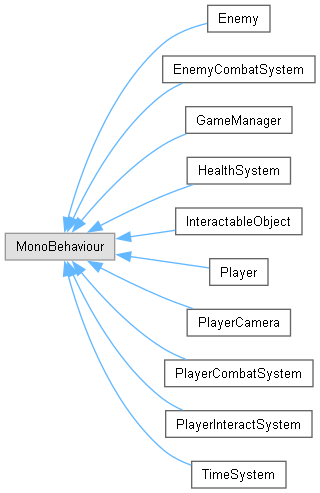 Enemy
EnemyCombatSystem
GameManager
HealthSystem
InteractableObject
MonoBehaviour
Player
PlayerCamera
PlayerCombatSystem
PlayerInteractSystem
TimeSystem